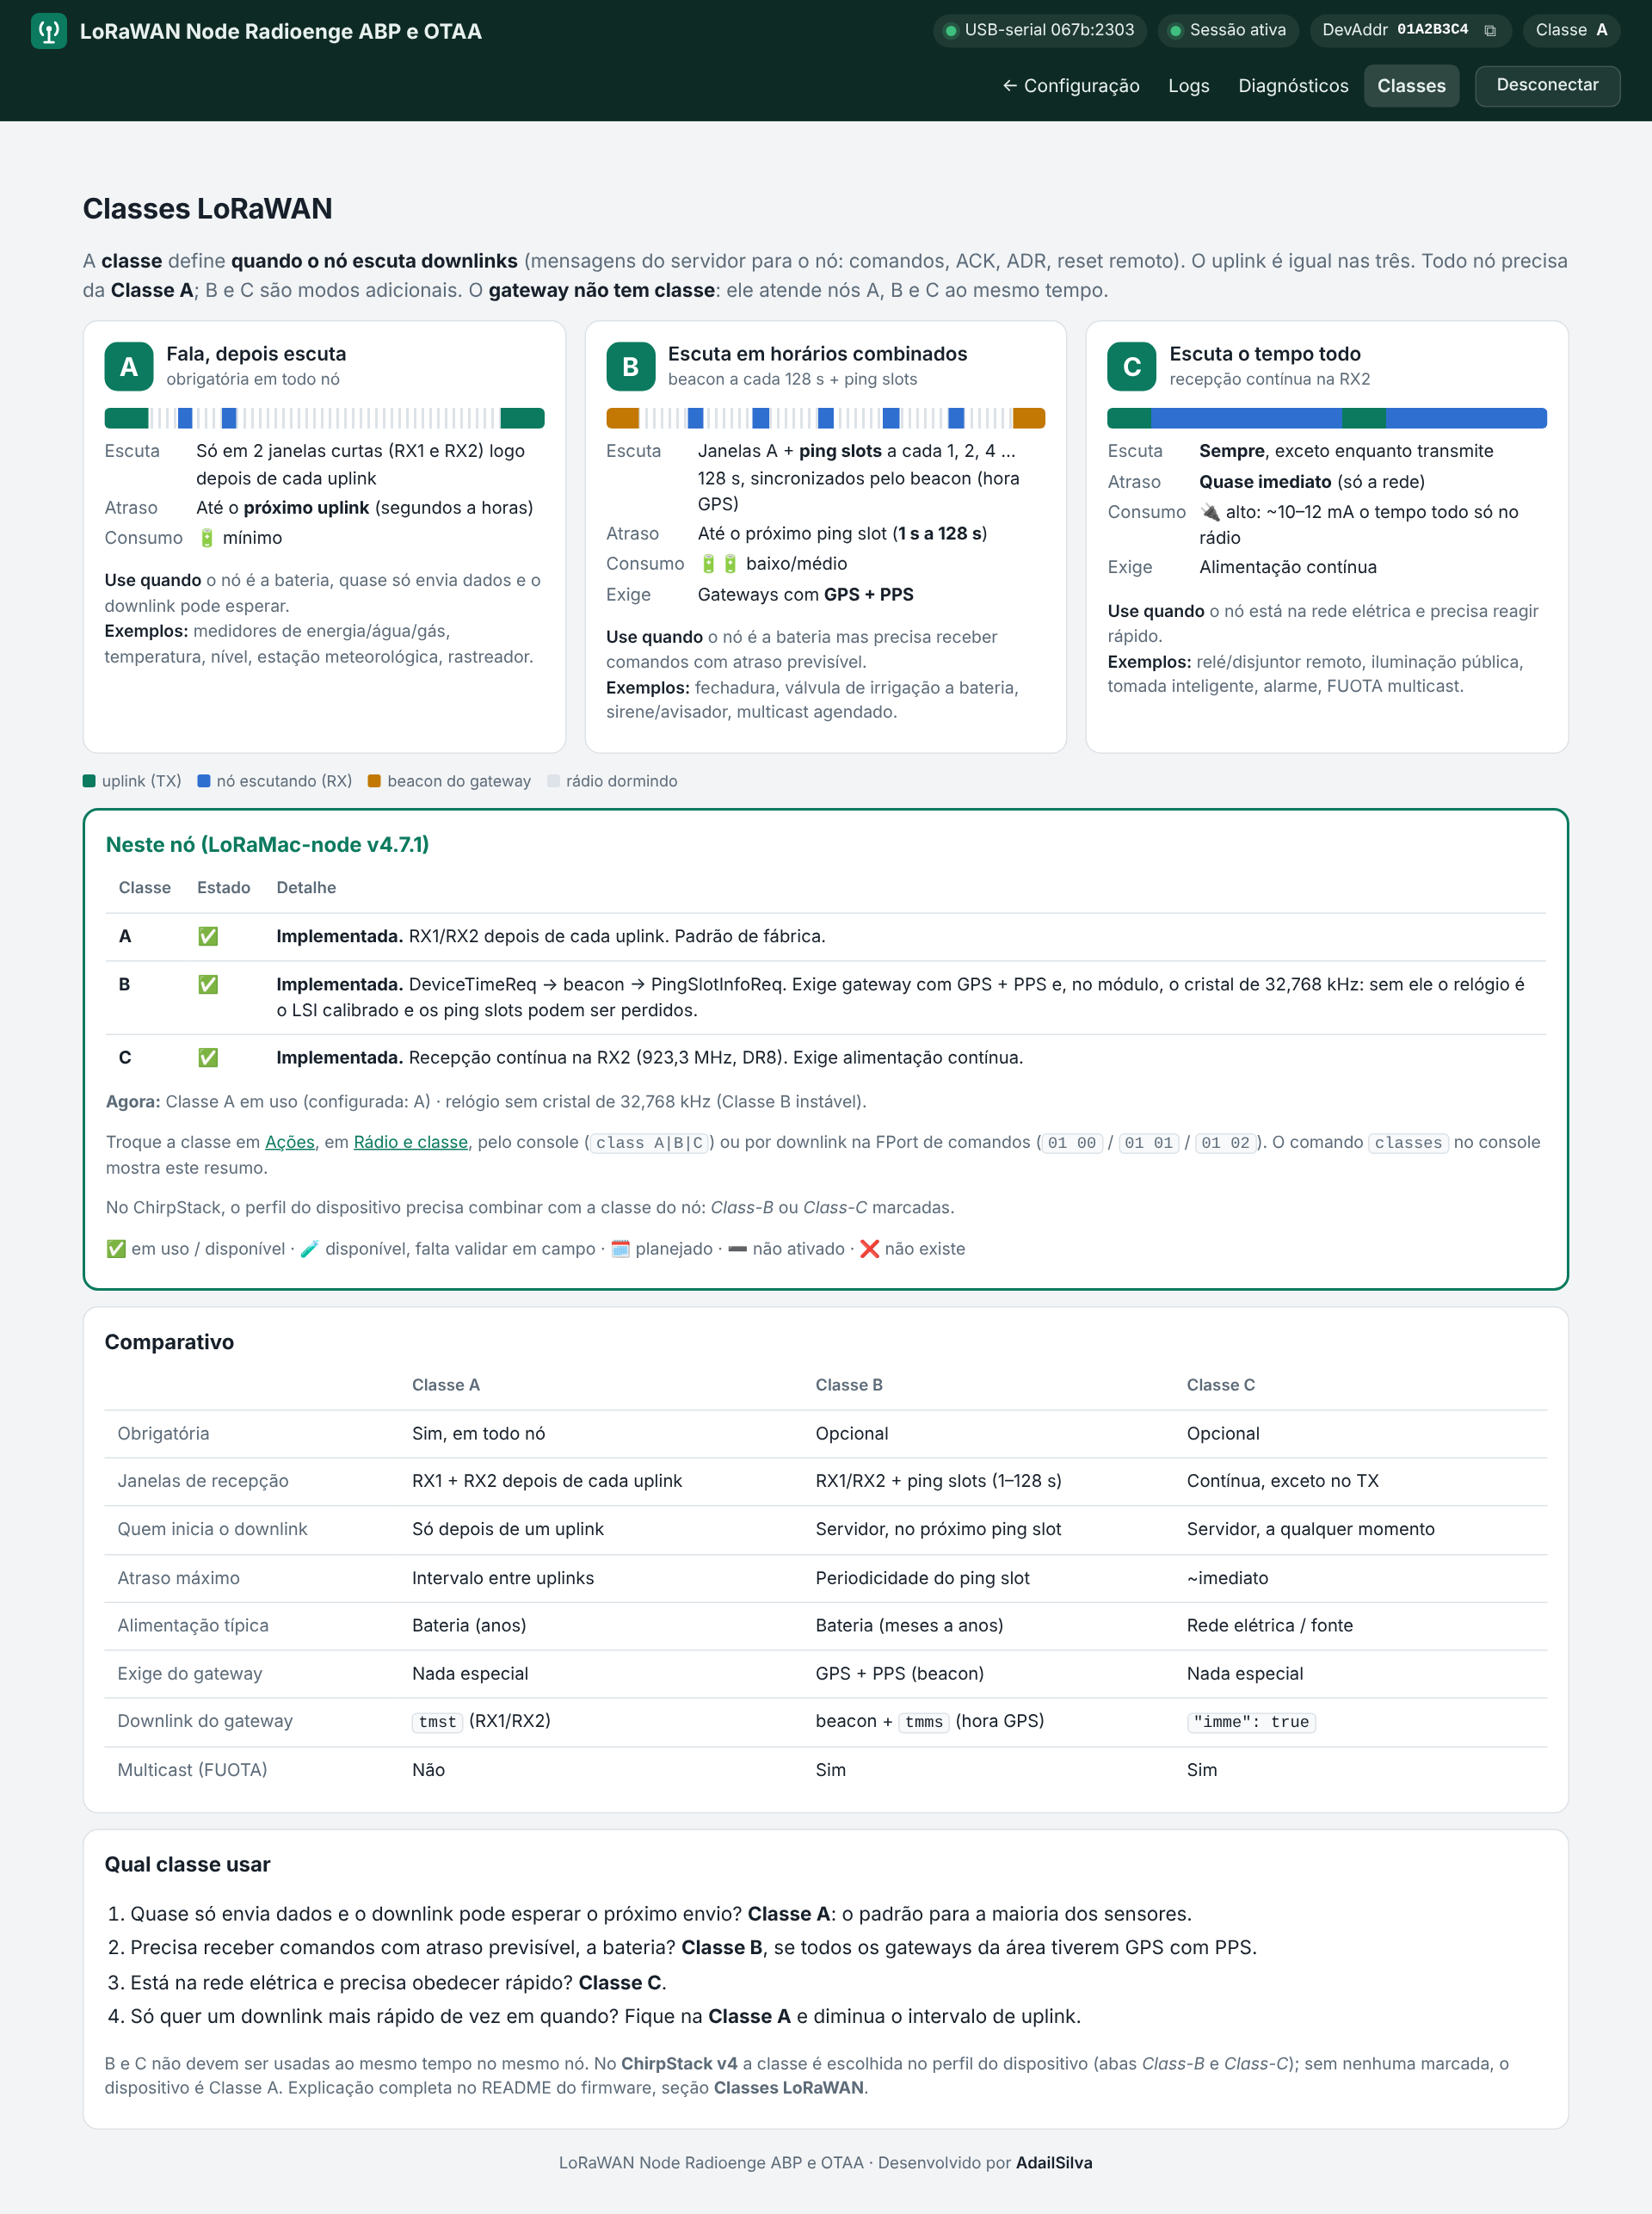 LoRaWAN Node Radioenge ABP e OTAA
USB-serial 067b:2303
Sessão ativa
DevAddr 01A2B3C4
Classe A
← Configuração
Logs
Diagnósticos
Classes
Desconectar
Classes LoRaWAN
A classe define quando o nó escuta downlinks (mensagens do servidor para o nó: comandos, ACK, ADR, reset remoto). O uplink é igual nas três. Todo nó precisa
da Classe A; B e C são modos adicionais. O gateway não tem classe: ele atende nós A, B e C ao mesmo tempo.
A
Fala, depois escuta
obrigatória em todo nó
Escuta Só em 2 janelas curtas (RX1 e RX2) logo
depois de cada uplink
Atraso Até o próximo uplink (segundos a horas)
Consumo 🔋 mínimo
Use quando o nó é a bateria, quase só envia dados e o
downlink pode esperar.
Exemplos: medidores de energia/água/gás,
temperatura, nível, estação meteorológica, rastreador.
B
Escuta em horários combinados
beacon a cada 128 s + ping slots
Escuta Janelas A + ping slots a cada 1, 2, 4 ...
128 s, sincronizados pelo beacon (hora
GPS)
Atraso Até o próximo ping slot (1 s a 128 s)
Consumo 🔋🔋 baixo/médio
Exige Gateways com GPS + PPS
Use quando o nó é a bateria mas precisa receber
comandos com atraso previsível.
Exemplos: fechadura, válvula de irrigação a bateria,
sirene/avisador, multicast agendado.
C
Escuta o tempo todo
recepção contínua na RX2
Escuta Sempre, exceto enquanto transmite
Atraso Quase imediato (só a rede)
Consumo 🔌 alto: ~10–12 mA o tempo todo só no
rádio
Exige Alimentação contínua
Use quando o nó está na rede elétrica e precisa reagir
rápido.
Exemplos: relé/disjuntor remoto, iluminação pública,
tomada inteligente, alarme, FUOTA multicast.
uplink (TX) nó escutando (RX) beacon do gateway rádio dormindo
Neste nó (LoRaMac-node v4.7.1)
Classe Estado Detalhe
A ✅ Implementada. RX1/RX2 depois de cada uplink. Padrão de fábrica.
B ✅ Implementada. DeviceTimeReq → beacon → PingSlotInfoReq. Exige gateway com GPS + PPS e, no módulo, o cristal de 32,768 kHz: sem ele o relógio é
o LSI calibrado e os ping slots podem ser perdidos.
C ✅ Implementada. Recepção contínua na RX2 (923,3 MHz, DR8). Exige alimentação contínua.
Agora: Classe A em uso (configurada: A) · relógio sem cristal de 32,768 kHz (Classe B instável).
Troque a classe em Ações, em Rádio e classe, pelo console (class A|B|C) ou por downlink na FPort de comandos (01 00 / 01 01 / 01 02). O comando classes no console
mostra este resumo.
No ChirpStack, o perfil do dispositivo precisa combinar com a classe do nó: Class-B ou Class-C marcadas.
✅ em uso / disponível · 🧪 disponível, falta validar em campo · 🗓️ planejado · ➖ não ativado · ❌ não existe
Comparativo
Classe A Classe B Classe C
Obrigatória Sim, em todo nó Opcional Opcional
Janelas de recepção RX1 + RX2 depois de cada uplink RX1/RX2 + ping slots (1–128 s) Contínua, exceto no TX
Quem inicia o downlink Só depois de um uplink Servidor, no próximo ping slot Servidor, a qualquer momento
Atraso máximo Intervalo entre uplinks Periodicidade do ping slot ~imediato
Alimentação típica Bateria (anos) Bateria (meses a anos) Rede elétrica / fonte
Exige do gateway Nada especial GPS + PPS (beacon) Nada especial
Downlink do gateway tmst (RX1/RX2) beacon + tmms (hora GPS) "imme": true
Multicast (FUOTA) Não Sim Sim
Qual classe usar
1. Quase só envia dados e o downlink pode esperar o próximo envio? Classe A: o padrão para a maioria dos sensores.
2. Precisa receber comandos com atraso previsível, a bateria? Classe B, se todos os gateways da área tiverem GPS com PPS.
3. Está na rede elétrica e precisa obedecer rápido? Classe C.
4. Só quer um downlink mais rápido de vez em quando? Fique na Classe A e diminua o intervalo de uplink.
B e C não devem ser usadas ao mesmo tempo no mesmo nó. No ChirpStack v4 a classe é escolhida no perfil do dispositivo (abas Class-B e Class-C); sem nenhuma marcada, o
dispositivo é Classe A. Explicação completa no README do firmware, seção Classes LoRaWAN.
LoRaWAN Node Radioenge ABP e OTAA · Desenvolvido por AdailSilva